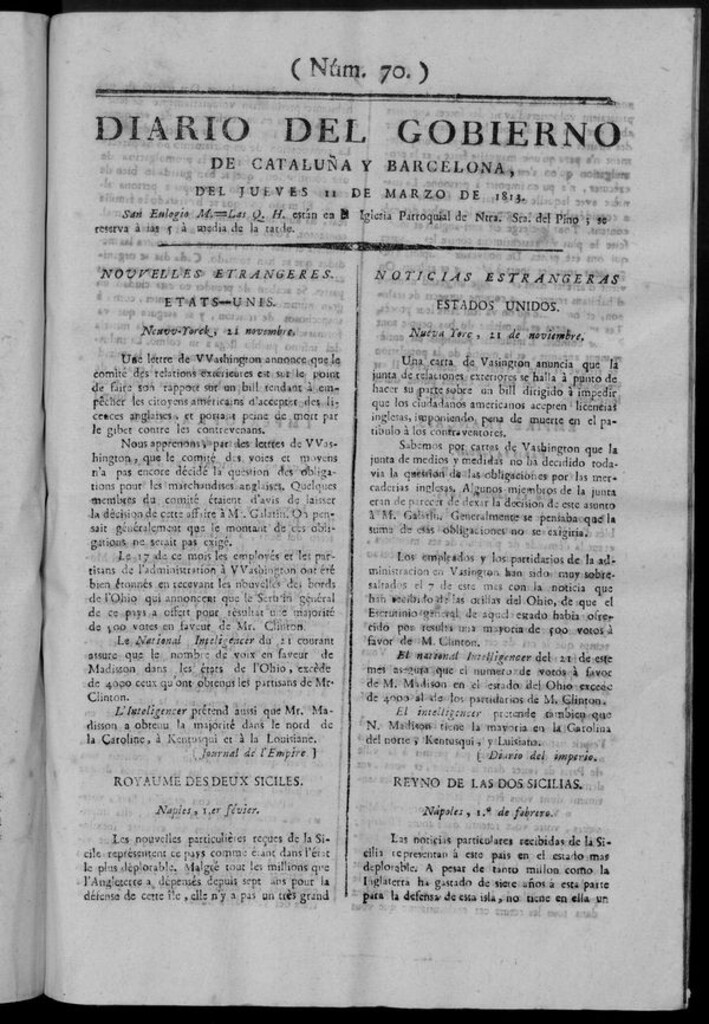 ( Núm. 70. )
DIARIO DEL GOBIERNO
DE CATALUÑA Y BARCELONA,
DEL JUEVES 11 DE MARZO DE 1813.
San Eulogio M.=Las Q. H. están en la Iglesia Parroquial de Ntra. Sra. del Pino ; se
reserva à las 5 à media de la tarde.
NOUVELLES ETRANGERES.
ETATS-UNIS.
Neuvv-Yorck, 21 novembre.
Une lettre de VVashington annonce que le
comité des relations extérieures est sur le point
de faire son rapport sur un bill tendant à em-
pêcher les citoyens américains d'accepter des li-
cences anglaises, et portant peine de mort par
le gibet contre les contrevenans.
Nous apprenons, par des lettres de VVas-
hington, que le comité des voies et moyens
n'a pas encore décidé la question des obliga-
tions pour les marchandises anglaises. Quelques
membres du comité étaient d'avis de laisser
la décision de cette affaire à M. Galatin. On pen-
sait généralement que le montant de ces obli-
gations ne serait pas exigé.
Le 17 de ce mois les employés et les par-
tisans de l'administration à VVashington ont été
bien étonnés en recevant les nouvelles des bords
de l'Ohio qui annoncent que le Scrutin général
de ce pays a offert pour résultat une majorité
de 500 votes en faveur de Mr. Clinton.
Le National Inteligencer du 21 courant
assure que le nombre de voix en faveur de
Madisson dans les états de l'Ohio, excède
de 4000 ceux qu'ont obtenus les partisans de Mr.
Clinton.
L'Inteligencer prétend aussi que Mr. Ma-
disson a obtenu la majorité dans le nord de
la Caroline, à Kentusqui et à la Louisiane.
( Journal de l'Empire )
ROYAUME DES DEUX SICILES.
Naples, 1.er févier.
Les nouvelles particulières reçues de la Si-
cile représentent ce pays comme étant dans l'état
le plus déplorable. Malgré tout les millions que
l'Angleterre a dépensés depuis sept ans pour la
défense de cette île, elle n'y a pas un très grand
NOTICIAS ESTRANGERAS
ESTADOS UNIDOS.
Nueva Yorc, 21 de noviembre.
Una carta de Vasington anuncia que la
junta de relaciones exteriores se halla à punto de
hacer su parte sobre un bill dirigido à impedir
que los ciudadanos americanos acepten licencias
inglesas, imponiendo pena de muerte en el pa-
tibulo à los contraventores.
Sabemos por cartas de Vashington que la
junta de medios y medidas no ha decidido toda-
via la question de las obligaciones por las mer-
caderias inglesas. Algunos miembros de la junta
eran de parecer de dexar la decision de este asunto
à M. Galatin. Generalmente se pensaba que la
suma de esas obligaciones no se exigiria.
Los empleados y los partidarios de la ad-
ministracion en Vasington han sido muy sobre-
saltados el 7 de este mes con la noticia que
han recibido de las orillas del Ohio, de que el
Escrutinio general de aquel estado habia ofre-
cido por resulta una mayoria de 500 votos à
favor de M. Clinton.
El national Intelligencer del 21 de este
mes asegura que el numero de votos à favor
de M. Madison en el estado del Ohio excede
de 4000 al de los partidarios de M. Clinton.
El intelligencer pretende tambien que
N. Madison tiene la mayoria en la Carolina
del norte, Kentusqui, y Luisiana.
( Diario del imperio.
REYNO DE LAS DOS SICILIAS.
Nápoles, 1.º de febrero.
Las noticias particulares recibidas de la Si-
cilia representan à este pais en el estado mas
deplorable. A pesar de tanto millon como la
Inglaterra ha gastado de siete años à esta parte
para la defensa de esta isla, no tiene en ella un